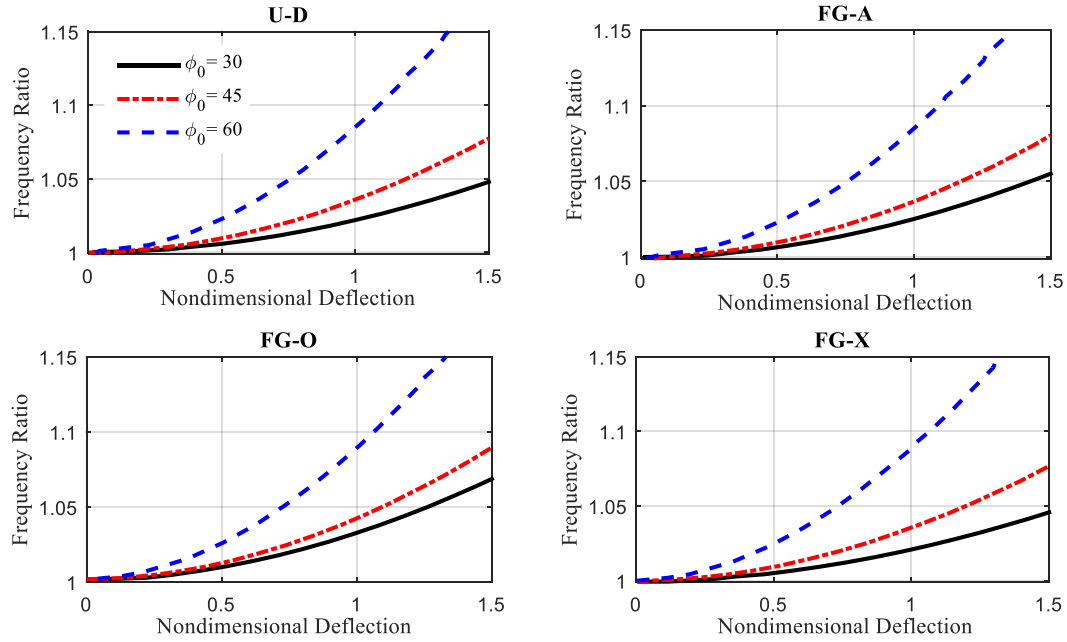 U-D
1.15
1.1
1.05
1
Frequency Ratio
ϕ0= 30
ϕ0= 45
ϕ0= 60
0 0.5 1 1.5
Nondimensional Deflection
FG-A
1.15
1.1
1.05
1
Frequency Ratio
0 0.5 1 1.5
Nondimensional Deflection
FG-O
1.15
1.1
1.05
1
Frequency Ratio
0 0.5 1 1.5
Nondimensional Deflection
FG-X
1.15
1.1
1.05
1
Frequency Ratio
0 0.5 1 1.5
Nondimensional Deflection